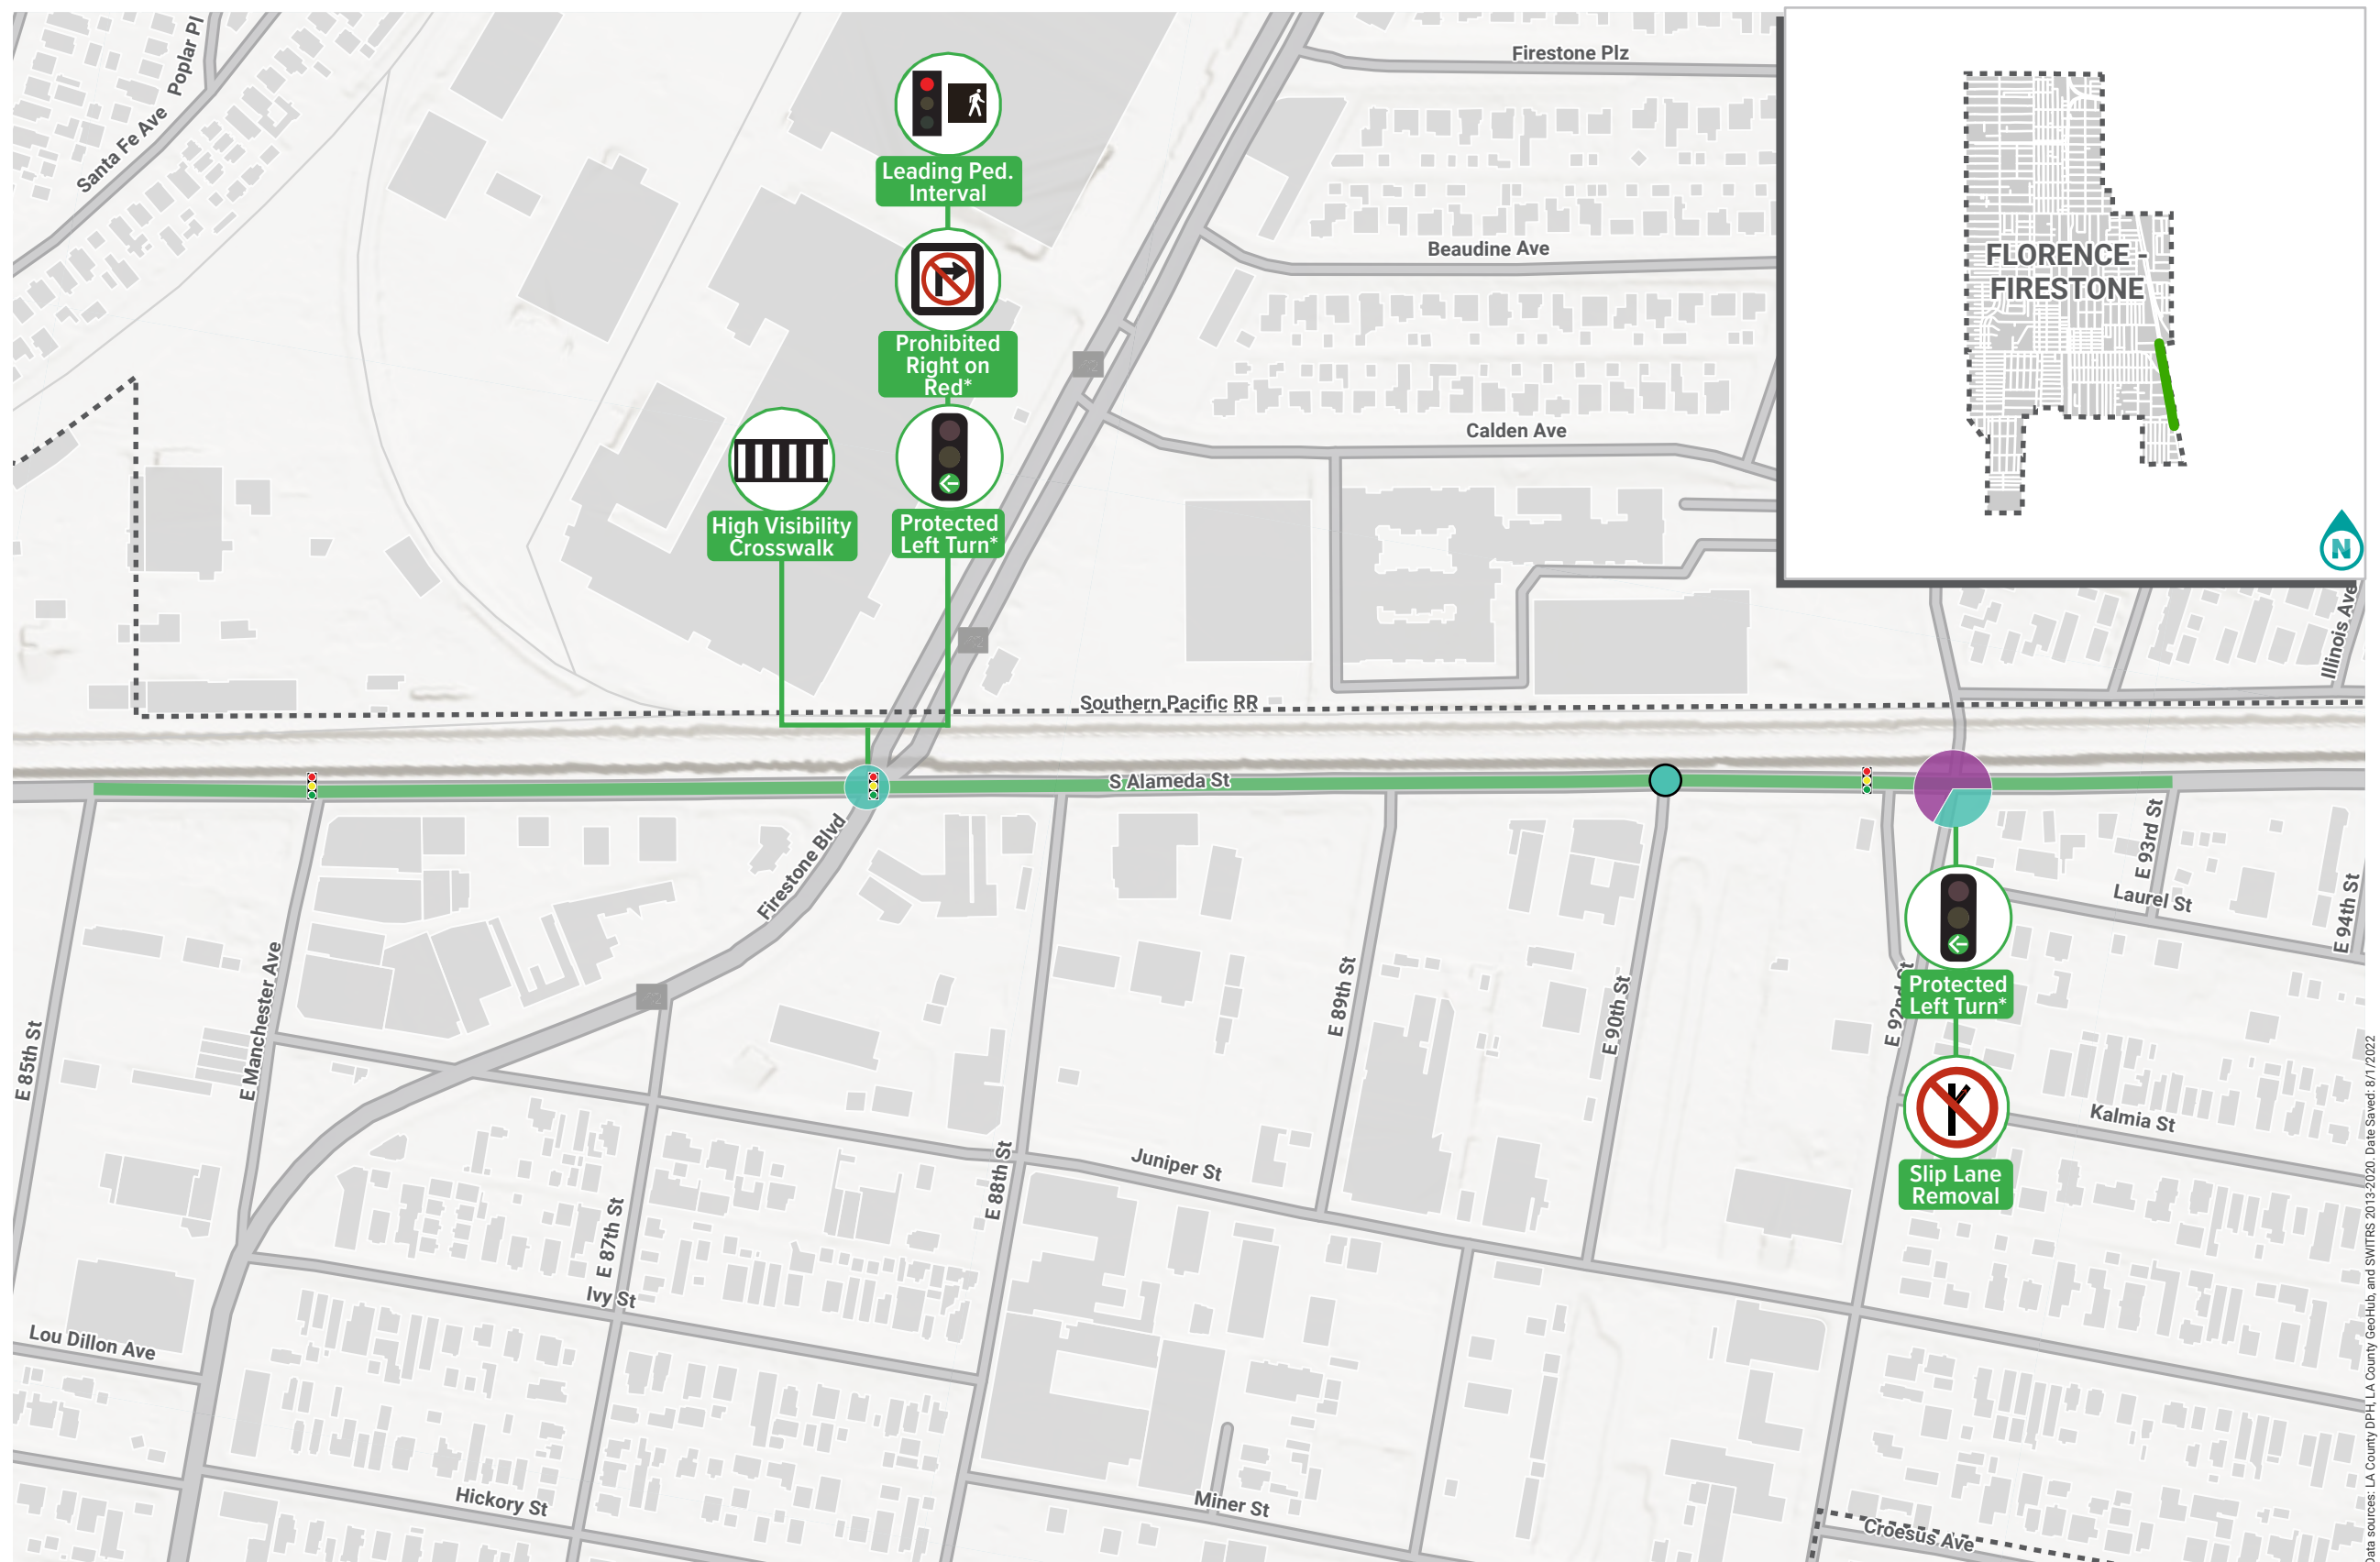 Poplar Pl
Santa Fe Ave
Leading Ped.
Interval
Prohibited
Right on
Red*
High Visibility
Crosswalk
Protected
Left Turn*
Firestone Plz
Beaudine Ave
Calden Ave
FLORENCE -
FIRESTONE
N
Illinois Ave
Southern Pacific RR
S Alameda St
Firestone Blvd
E 85th St
E Manchester Ave
E 87th St
E 88th St
E 89th St
E 90th St
E 92nd St
E 93rd St
E 94th St
Laurel St
Protected
Left Turn*
Kalmia St
Slip Lane
Removal
Juniper St
Ivy St
Lou Dillon Ave
Hickory St
Miner St
Croesus Ave
Data sources: LA County DPH, LA County GeoHub, and SWITRS 2013-2020. Date Saved: 8/1/2022